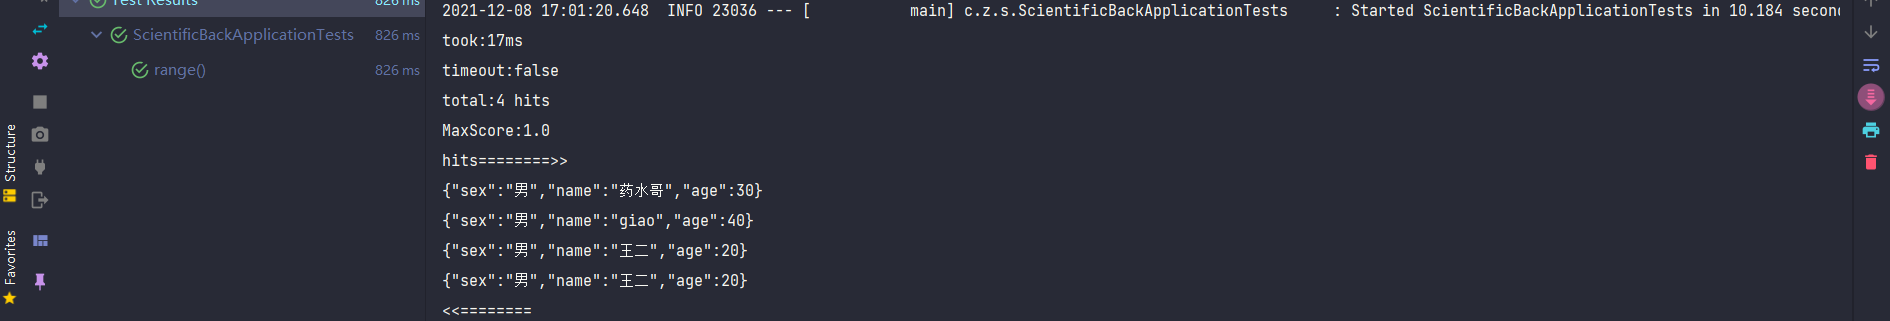 Test Results 826 ms
ScientificBackApplicationTests 826 ms
range() 826 ms
Structure
Favorites
2021-12-08 17:01:20.648  INFO 23036 --- [           main] c.z.s.ScientificBackApplicationTests     : Started ScientificBackApplicationTests in 10.184 secon
took:17ms
timeout:false
total:4 hits
MaxScore:1.0
hits========>>
{"sex":"男","name":"药水哥","age":30}
{"sex":"男","name":"giao","age":40}
{"sex":"男","name":"王二","age":20}
{"sex":"男","name":"王二","age":20}
<<========